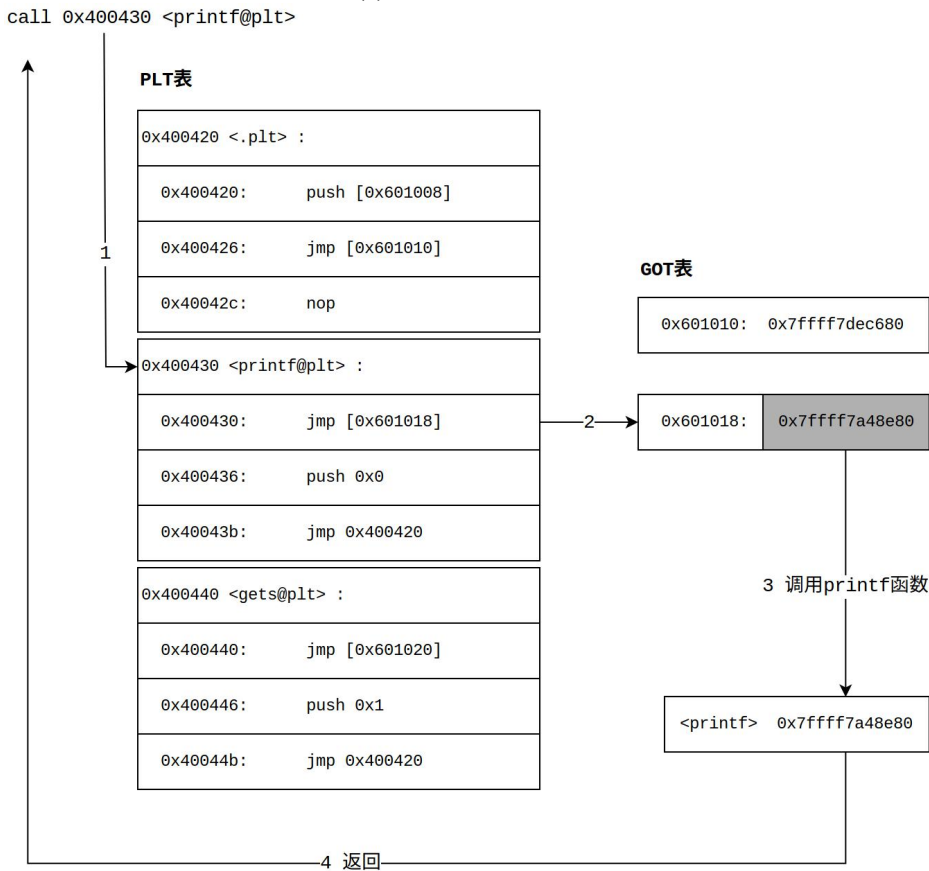 call 0x400430 <printf@plt>
PLT表
0x400420 <.plt> :
0x400420: push [0x601008]
0x400426: jmp [0x601010]
0x40042c: nop
1
GOT表
0x601010: 0x7ffff7dec680
0x400430 <printf@plt> :
0x400430: jmp [0x601018]
2
0x601018: 0x7ffff7a48e80
0x400436: push 0x0
0x40043b: jmp 0x400420
0x400440 <gets@plt> :
3 调用printf函数
0x400440: jmp [0x601020]
0x400446: push 0x1
<printf> 0x7ffff7a48e80
0x40044b: jmp 0x400420
4 返回